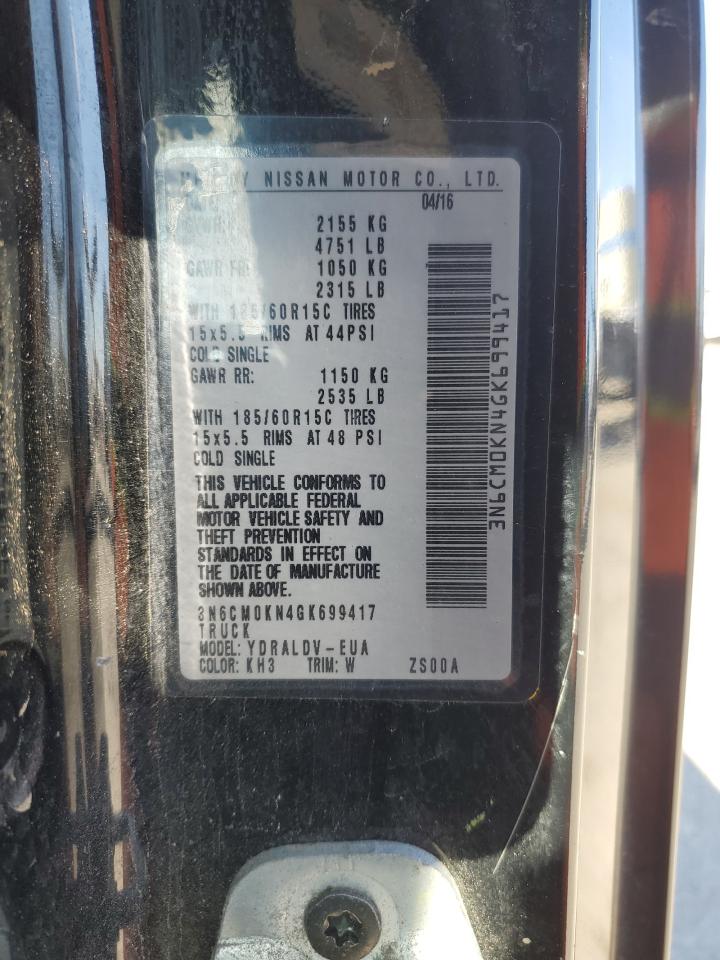 NISSAN MOTOR CO., LTD.
04/16
GVWR: 2155 KG
4751 LB
GAWR FR: 1050 KG
2315 LB
WITH 185/60R15C TIRES
15x5.5 RIMS AT 44PSI
COLD SINGLE
GAWR RR: 1150 KG
2535 LB
WITH 185/60R15C TIRES
15x5.5 RIMS AT 48 PSI
COLD SINGLE
THIS VEHICLE CONFORMS TO
ALL APPLICABLE FEDERAL
MOTOR VEHICLE SAFETY AND
THEFT PREVENTION
STANDARDS IN EFFECT ON
THE DATE OF MANUFACTURE
SHOWN ABOVE.
3N6CM0KN4GK699417
TRUCK
MODEL: YDRALDV-EUA
COLOR: KH3 TRIM: W ZS00A
3N6CM0KN4GK699417